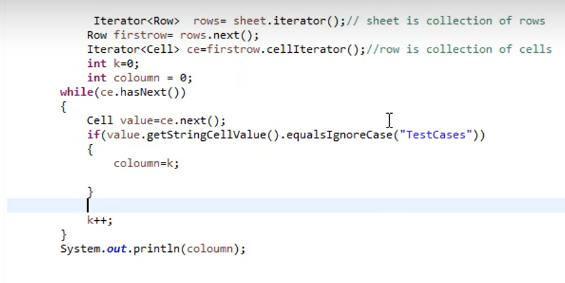 Iterator<Row>  rows= sheet.iterator();// sheet is collection of rows
Row firstrow= rows.next();
Iterator<Cell> ce=firstrow.cellIterator();//row is collection of cells
int k=0;
int coloumn = 0;
while(ce.hasNext())
{
Cell value=ce.next();
if(value.getStringCellValue().equalsIgnoreCase("TestCases"))
{
coloumn=k;
}
k++;
}
System.out.println(coloumn);